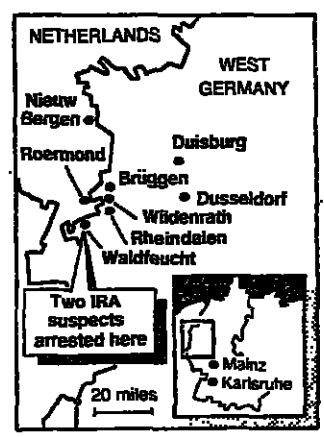 NETHERLANDS
WEST
GERMANY
Nieuw
Bergen
Duisburg
Roermond
Brüggen
Dusseldorf
Wildenrath
Rheindalen
Waldfeucht
Two IRA
suspects
arrested here
Mainz
Karlsruhe
20 miles